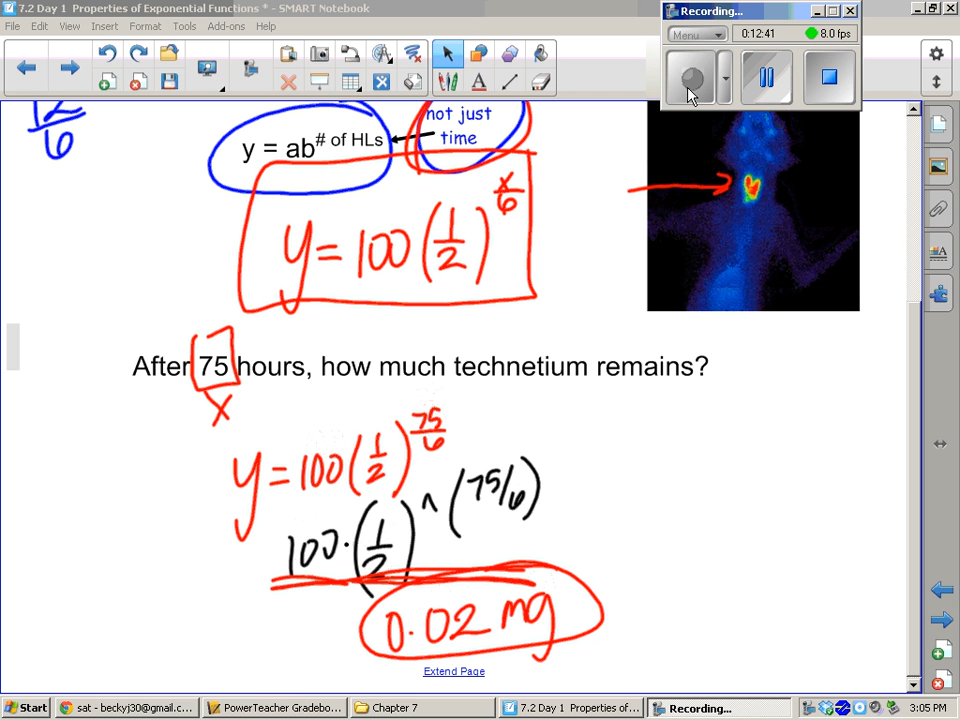 7.2 Day 1 Properties of Exponential Functions * - SMART Notebook
Recording...
File Edit View Insert Format Tools Add-ons Help
Menu 0:12:41 8.0 fps
12/6
not just
time
y = ab # of HLs
y = 100 (1/2)^x/6
After 75 hours, how much technetium remains?
x
y = 100 (1/2)^75/6
100 · (1/2) ^ (75/6)
0.02 mg
Extend Page
Start
sat - beckyj30@gmail.c...
PowerTeacher Gradebo...
Chapter 7
7.2 Day 1 Properties of...
Recording...
3:05 PM